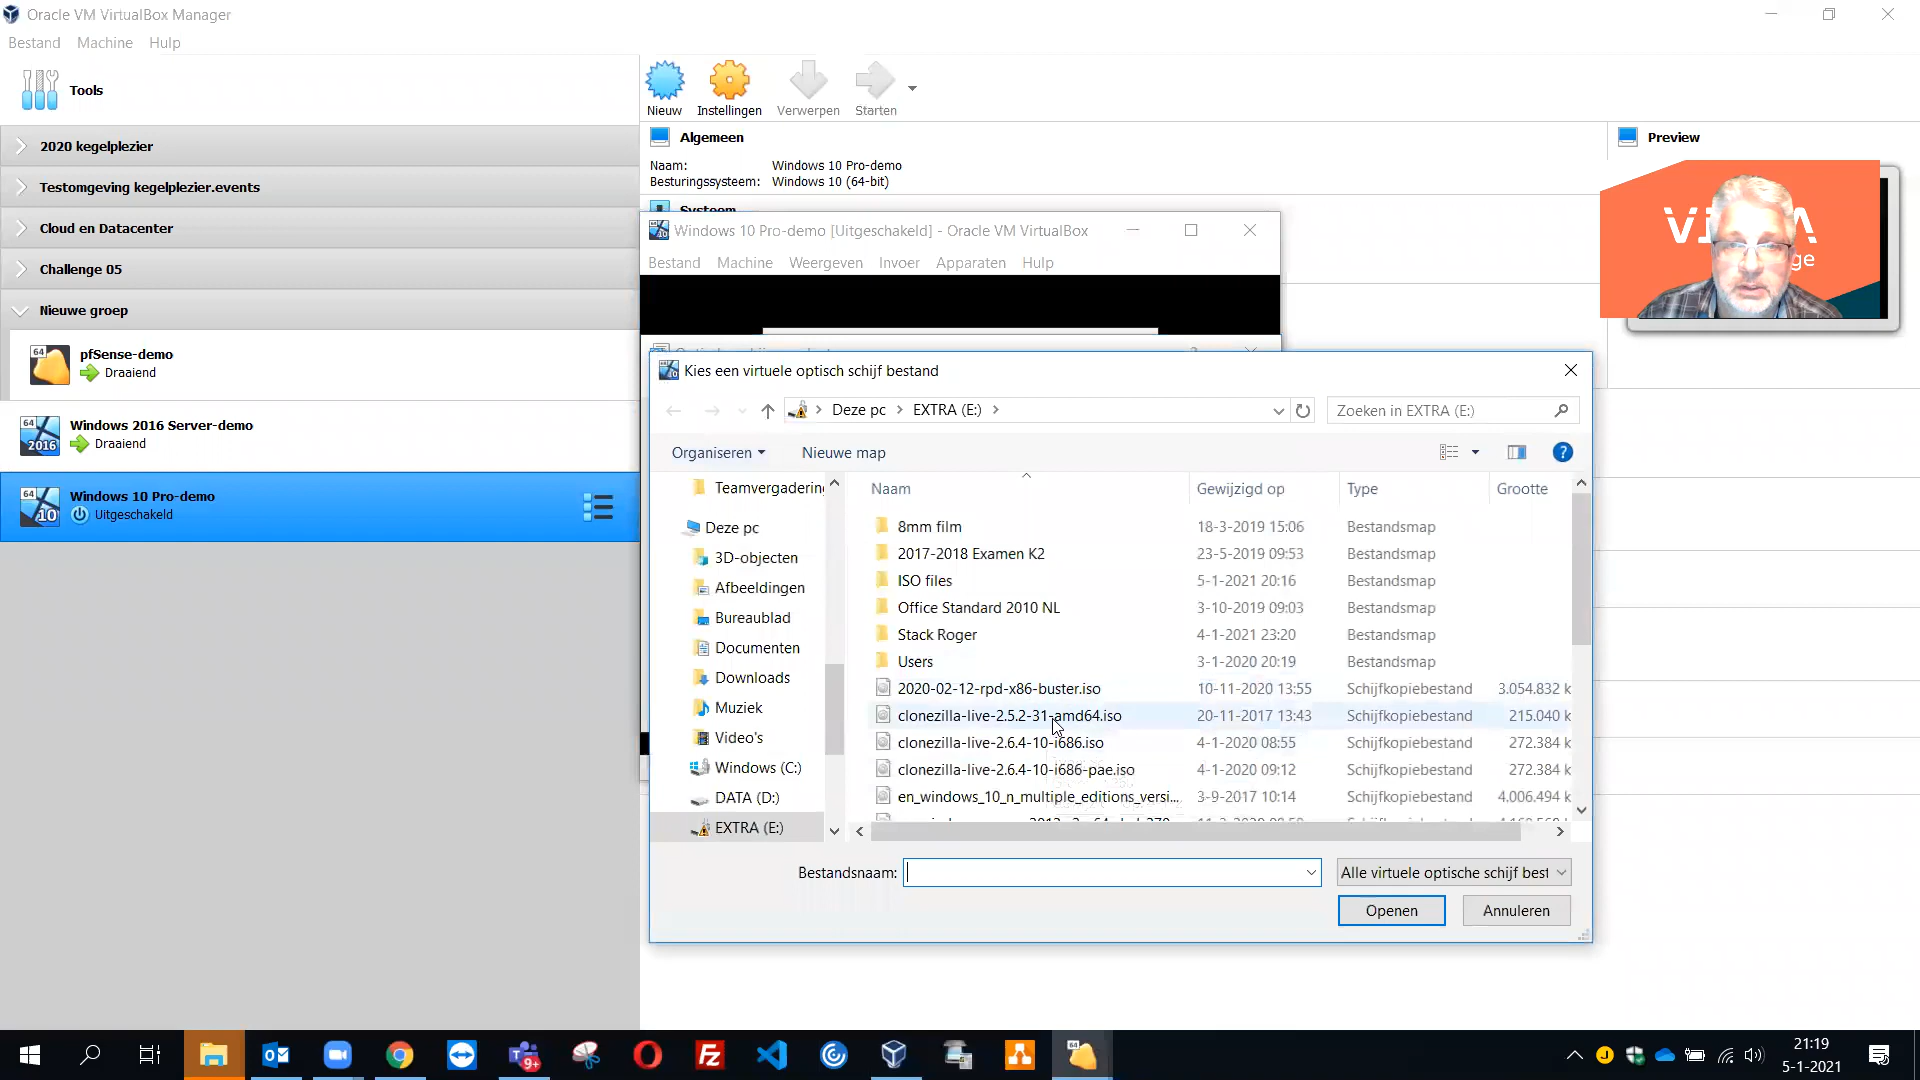 Oracle VM VirtualBox Manager
Bestand Machine Hulp
Tools
2020 kegelplezier
Testomgeving kegelplezier.events
Cloud en Datacenter
Challenge 05
Nieuwe groep
64
pfSense-demo
Draaiend
64
2016
Windows 2016 Server-demo
Draaiend
64
10
Windows 10 Pro-demo
Uitgeschakeld
Nieuw Instellingen Verwerpen Starten
Algemeen
Naam: Windows 10 Pro-demo
Besturingssysteem: Windows 10 (64-bit)
Systeem
Preview
ge
Windows 10 Pro-demo [Uitgeschakeld] - Oracle VM VirtualBox
Bestand Machine Weergeven Invoer Apparaten Hulp
Kies een virtuele optisch schijf bestand
Deze pc EXTRA (E:)
Zoeken in EXTRA (E:)
Organiseren Nieuwe map
Teamvergadering
Deze pc
3D-objecten
Afbeeldingen
Bureaublad
Documenten
Downloads
Muziek
Video's
Windows (C:)
DATA (D:)
EXTRA (E:)
Naam Gewijzigd op Type Grootte
8mm film 18-3-2019 15:06 Bestandsmap
2017-2018 Examen K2 23-5-2019 09:53 Bestandsmap
ISO files 5-1-2021 20:16 Bestandsmap
Office Standard 2010 NL 3-10-2019 09:03 Bestandsmap
Stack Roger 4-1-2021 23:20 Bestandsmap
Users 3-1-2020 20:19 Bestandsmap
2020-02-12-rpd-x86-buster.iso 10-11-2020 13:55 Schijfkopiebestand 3.054.832 k
clonezilla-live-2.5.2-31-amd64.iso 20-11-2017 13:43 Schijfkopiebestand 215.040 k
clonezilla-live-2.6.4-10-i686.iso 4-1-2020 08:55 Schijfkopiebestand 272.384 k
clonezilla-live-2.6.4-10-i686-pae.iso 4-1-2020 09:12 Schijfkopiebestand 272.384 k
en_windows_10_n_multiple_editions_versi... 3-9-2017 10:14 Schijfkopiebestand 4.006.494 k
Bestandsnaam:
Alle virtuele optische schijf best
Openen Annuleren
9+
64
21:19
5-1-2021